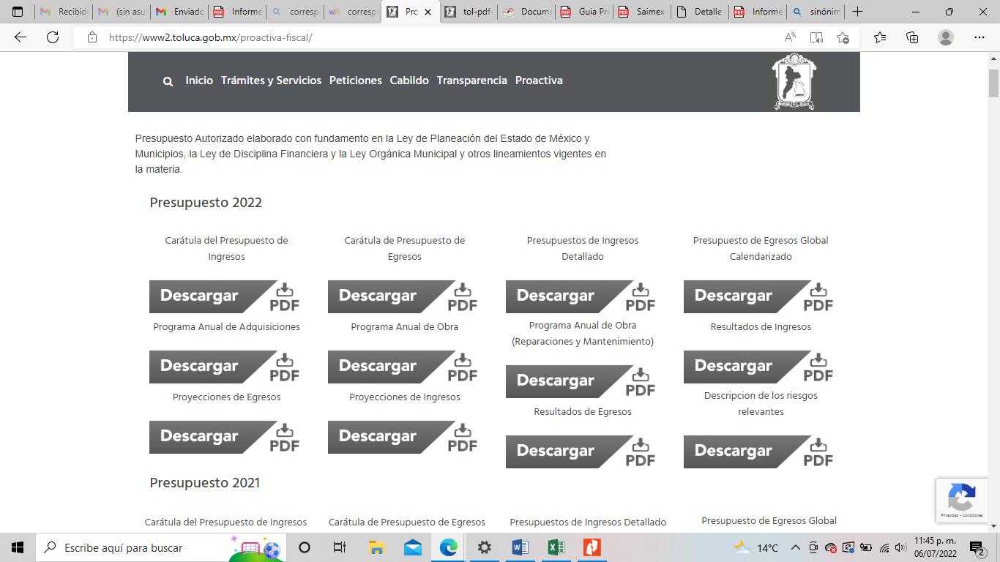 Recibido
(sin asu
Enviado
Informe
corresp
corresp
Pro
tol-pdf-
Docume
Guia Pre
Saimex
Detalle
Informe
sinónim
https://www2.toluca.gob.mx/proactiva-fiscal/
Inicio Trámites y Servicios Peticiones Cabildo Transparencia Proactiva
Presupuesto Autorizado elaborado con fundamento en la Ley de Planeación del Estado de México y
Municipios, la Ley de Disciplina Financiera y la Ley Orgánica Municipal y otros lineamientos vigentes en
la materia.
Presupuesto 2022
Carátula del Presupuesto de
Ingresos
Descargar PDF
Carátula de Presupuesto de
Egresos
Descargar PDF
Presupuestos de Ingresos
Detallado
Descargar PDF
Presupuesto de Egresos Global
Calendarizado
Descargar PDF
Programa Anual de Adquisiciones
Descargar PDF
Programa Anual de Obra
Descargar PDF
Programa Anual de Obra
(Reparaciones y Mantenimiento)
Descargar PDF
Resultados de Ingresos
Descargar PDF
Proyecciones de Egresos
Descargar PDF
Proyecciones de Ingresos
Descargar PDF
Resultados de Egresos
Descargar PDF
Descripcion de los riesgos
relevantes
Descargar PDF
Presupuesto 2021
Carátula del Presupuesto de Ingresos
Carátula de Presupuesto de Egresos
Presupuestos de Ingresos Detallado
Presupuesto de Egresos Global
Privacidad - Condiciones
Escribe aquí para buscar
14°C
11:45 p. m.
06/07/2022
2